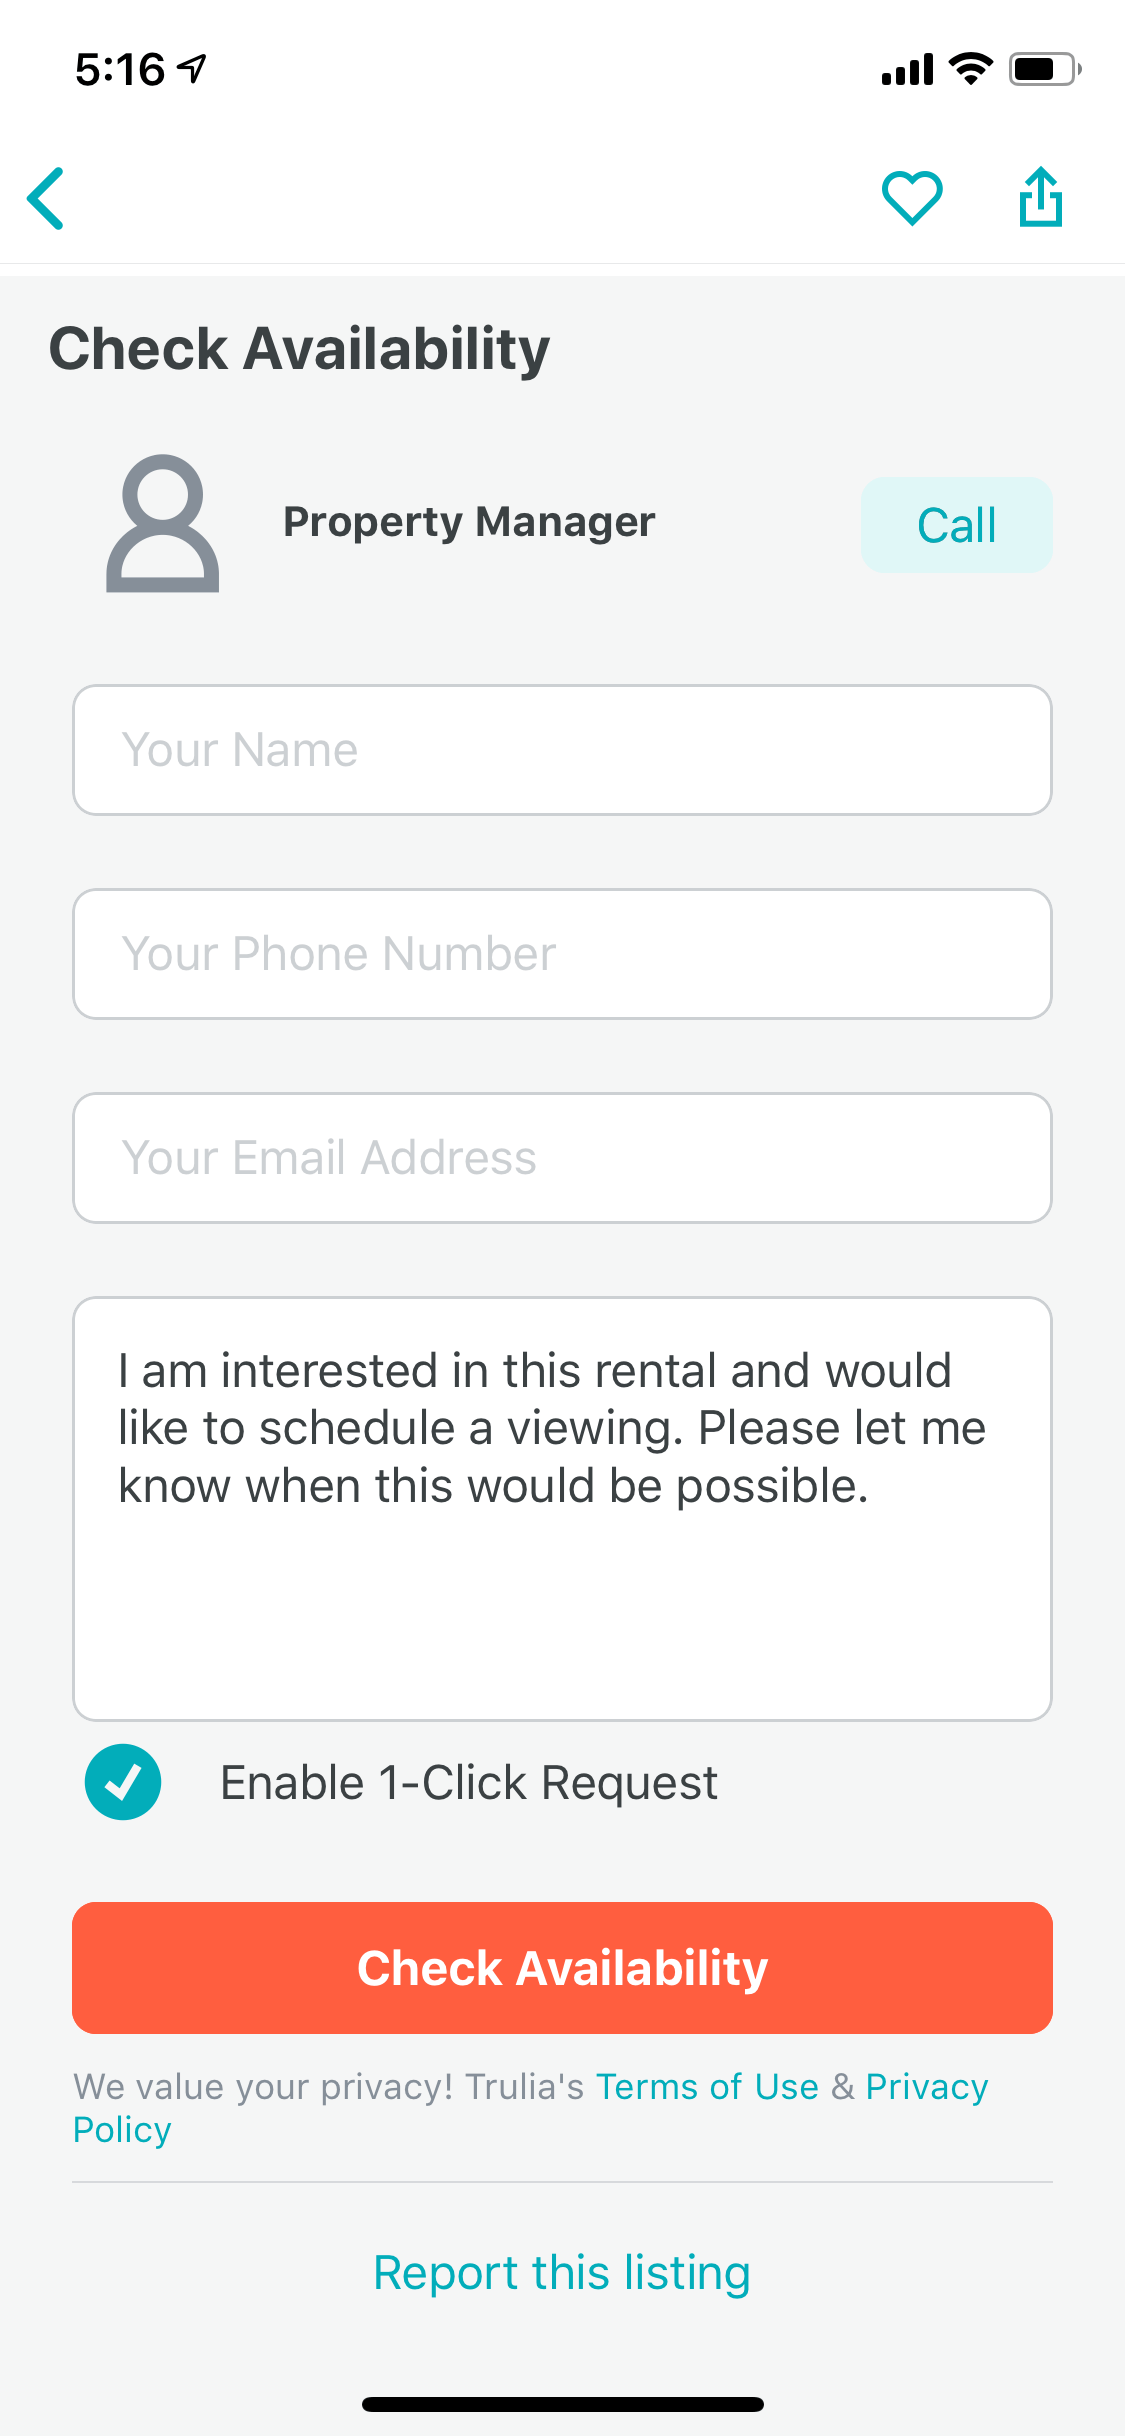 5:16
Check Availability
Property Manager
Call
Your Name
Your Phone Number
Your Email Address
I am interested in this rental and would
like to schedule a viewing. Please let me
know when this would be possible.
Enable 1-Click Request
Check Availability
We value your privacy! Trulia's Terms of Use & Privacy
Policy
Report this listing